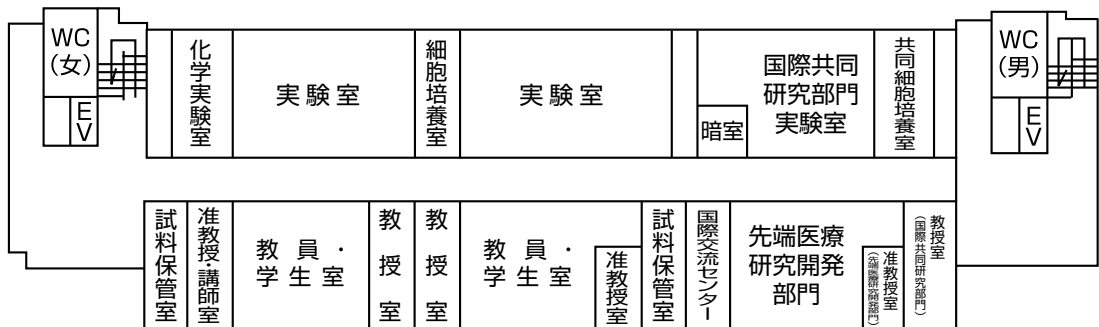 WC
(女)
EV
化学実験室
実験室
細胞培養室
実験室
暗室
国際共同
研究部門
実験室
共同細胞培養室
WC
(男)
EV
試料保管室
准教授・講師室
教員・
学生室
教授室
教授室
教員・
学生室
准教授室
試料保管室
国際交流センター
先端医療
研究開発
部門
准教授室
(先端医療研究開発部門)
教授室
(国際共同研究部門)